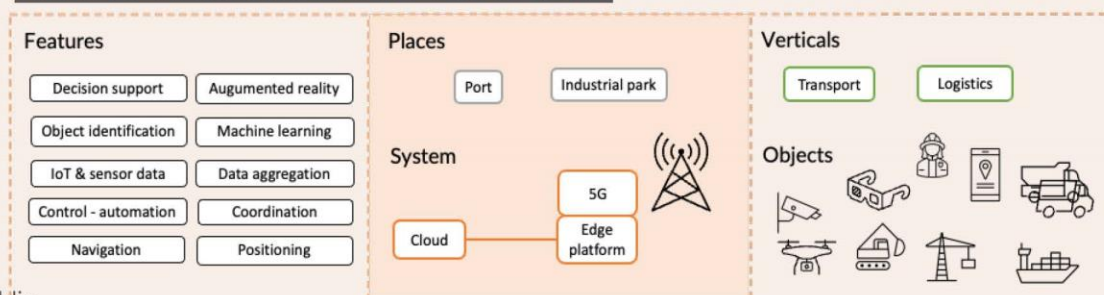 Features
Decision support
Augumented reality
Object identification
Machine learning
IoT & sensor data
Data aggregation
Control - automation
Coordination
Navigation
Positioning
Places
Port
Industrial park
System
5G
Cloud
Edge
platform
Verticals
Transport
Logistics
Objects